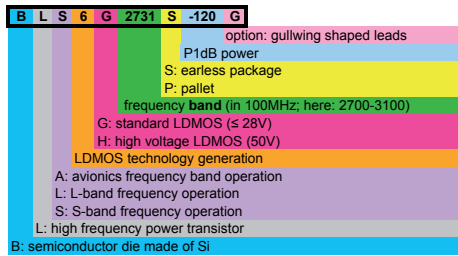 B L S 6 G 2731 S -120 G
option: gullwing shaped leads
P1dB power
S: earless package
P: pallet
frequency band (in 100MHz; here: 2700-3100)
G: standard LDMOS (≤ 28V)
H: high voltage LDMOS (50V)
LDMOS technology generation
A: avionics frequency band operation
L: L-band frequency operation
S: S-band frequency operation
L: high frequency power transistor
B: semiconductor die made of Si